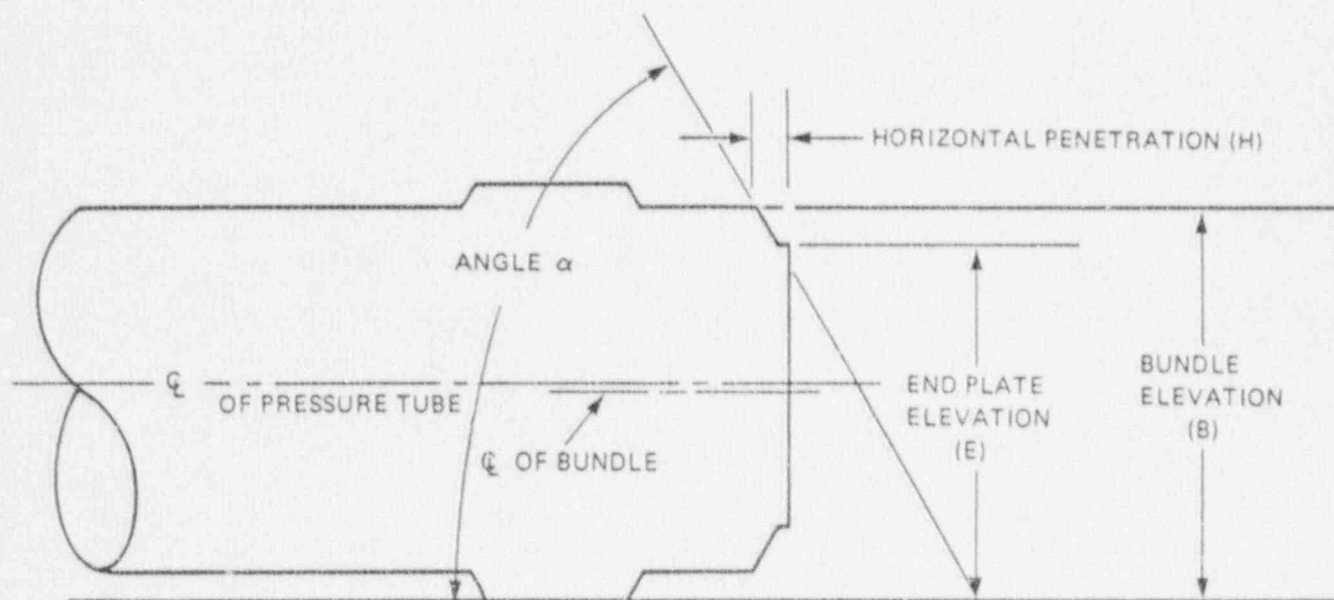 HORIZONTAL PENETRATION (H)
ANGLE α
℄ OF PRESSURE TUBE
℄ OF BUNDLE
END PLATE
ELEVATION
(E)
BUNDLE
ELEVATION
(B)